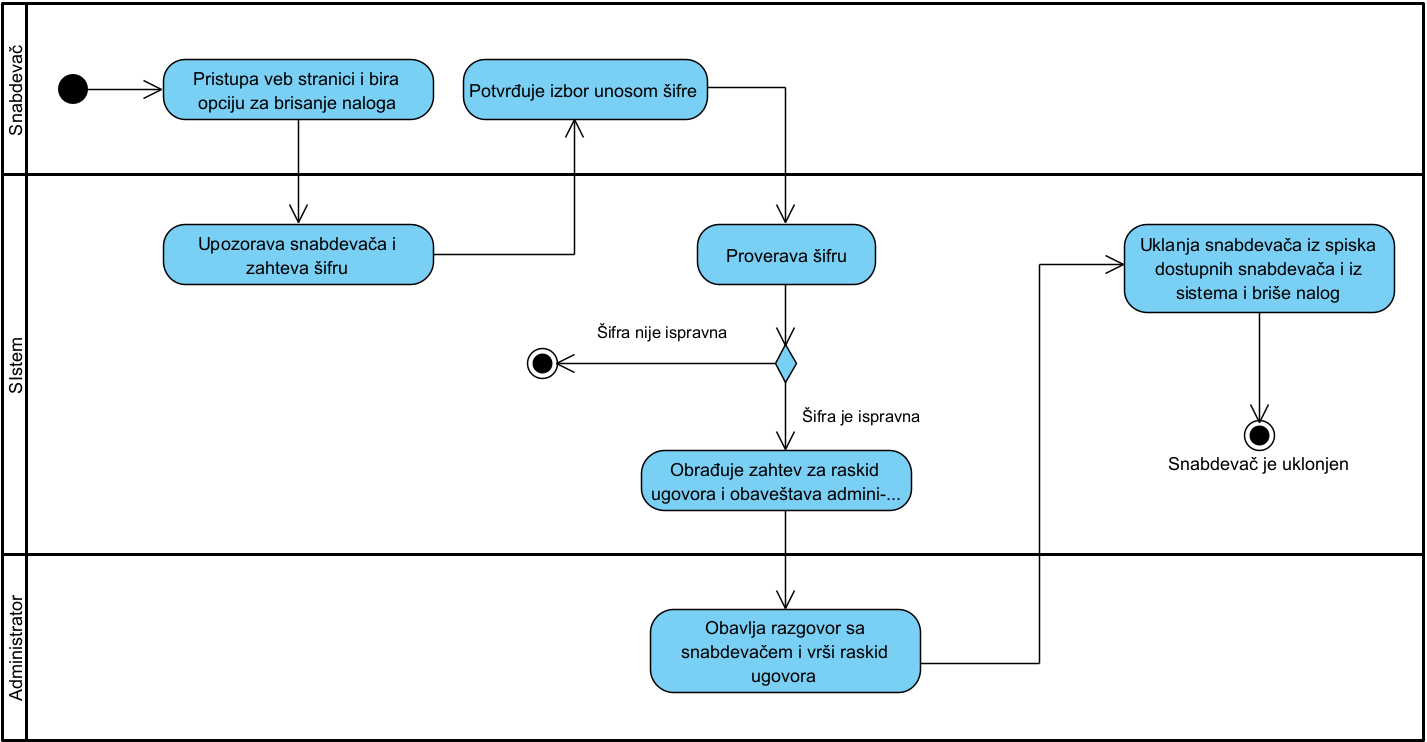 Snabdevač
Pristupa veb stranici i bira
opciju za brisanje naloga
Potvrđuje izbor unosom šifre
SIstem
Upozorava snabdevača i
zahteva šifru
Proverava šifru
Uklanja snabdevača iz spiska
dostupnih snabdevača i iz
sistema i briše nalog
Šifra nije ispravna
Šifra je ispravna
Snabdevač je uklonjen
Obrađuje zahtev za raskid
ugovora i obaveštava admini-...
Administrator
Obavlja razgovor sa
snabdevačem i vrši raskid
ugovora